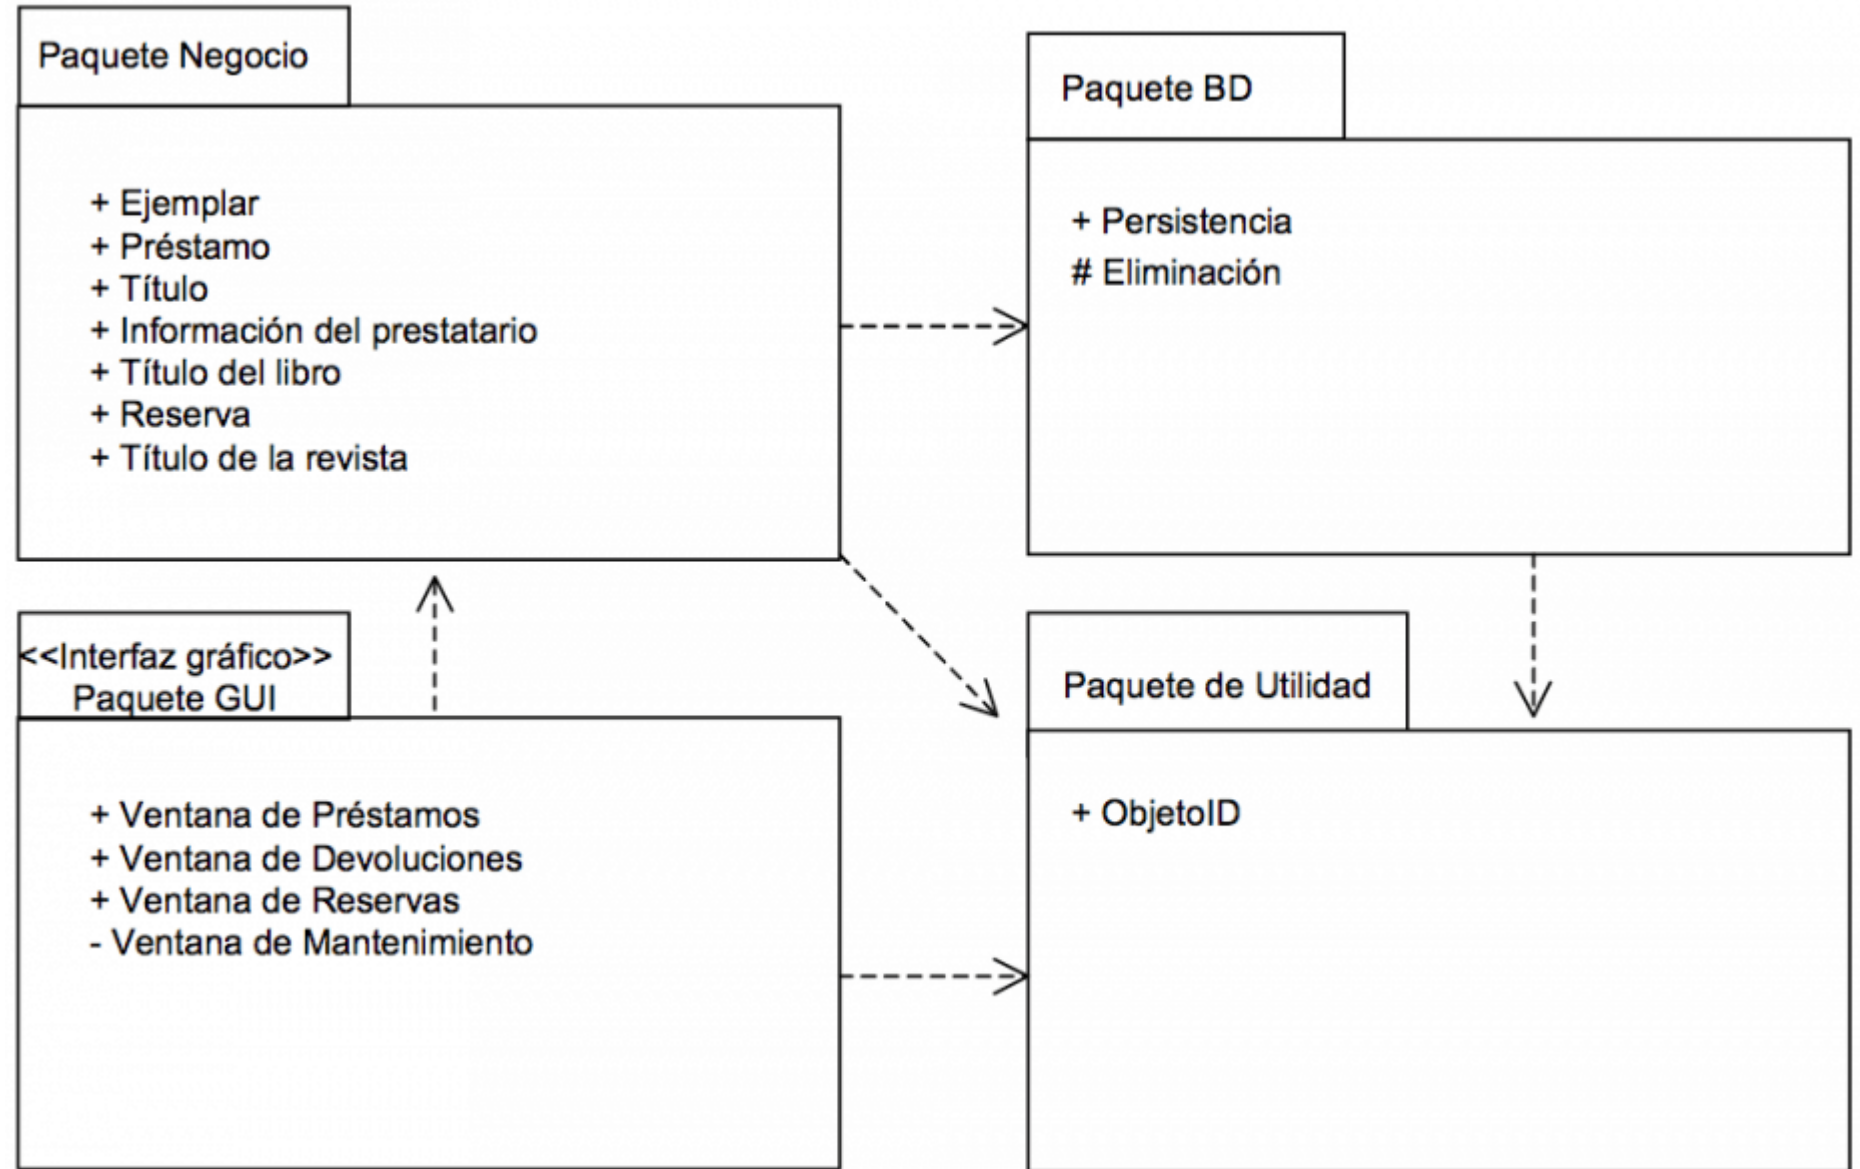 Paquete Negocio
+ Ejemplar
+ Préstamo
+ Título
+ Información del prestatario
+ Título del libro
+ Reserva
+ Título de la revista
Paquete BD
+ Persistencia
# Eliminación
<<Interfaz gráfico>>
Paquete GUI
+ Ventana de Préstamos
+ Ventana de Devoluciones
+ Ventana de Reservas
- Ventana de Mantenimiento
Paquete de Utilidad
+ ObjetoID